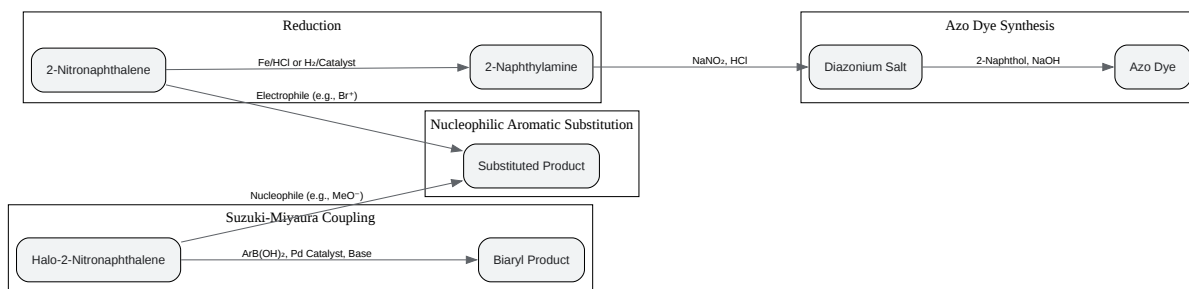 Reduction
2-Nitronaphthalene
Fe/HCl or H₂/Catalyst
2-Naphthylamine
NaNO₂, HCl
Azo Dye Synthesis
Diazonium Salt
2-Naphthol, NaOH
Azo Dye
Electrophile (e.g., Br⁺)
Nucleophilic Aromatic Substitution
Substituted Product
Nucleophile (e.g., MeO⁻)
Suzuki-Miyaura Coupling
Halo-2-Nitronaphthalene
ArB(OH)₂, Pd Catalyst, Base
Biaryl Product